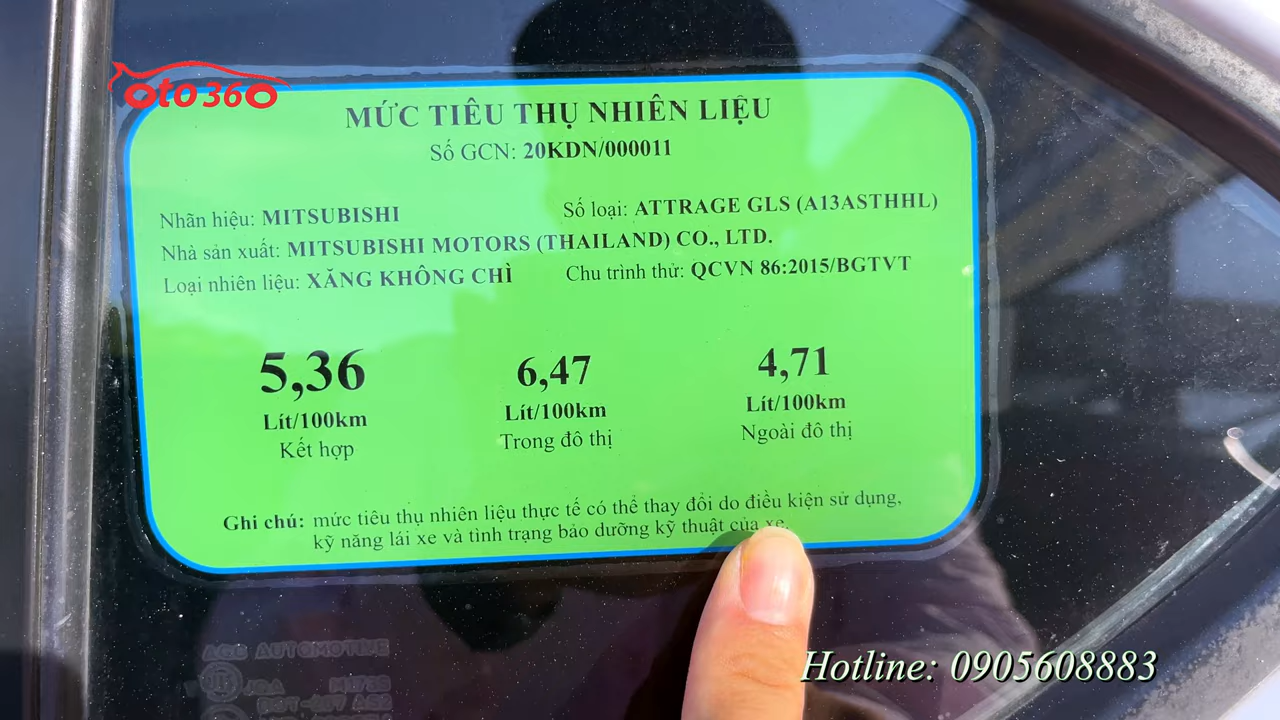 oto360
MỨC TIÊU THỤ NHIÊN LIỆU
Số GCN: 20KDN/000011
Nhãn hiệu: MITSUBISHI Số loại: ATTRAGE GLS (A13ASTHHL)
Nhà sản xuất: MITSUBISHI MOTORS (THAILAND) CO., LTD.
Loại nhiên liệu: XĂNG KHÔNG CHÌ Chu trình thử: QCVN 86:2015/BGTVT
5,36 6,47 4,71
Lít/100km Lít/100km Lít/100km
Kết hợp Trong đô thị Ngoài đô thị
Ghi chú: mức tiêu thụ nhiên liệu thực tế có thể thay đổi do điều kiện sử dụng,
kỹ năng lái xe và tình trạng bảo dưỡng kỹ thuật của xe.
AUTOMOTIVE
Hotline: 0905608883